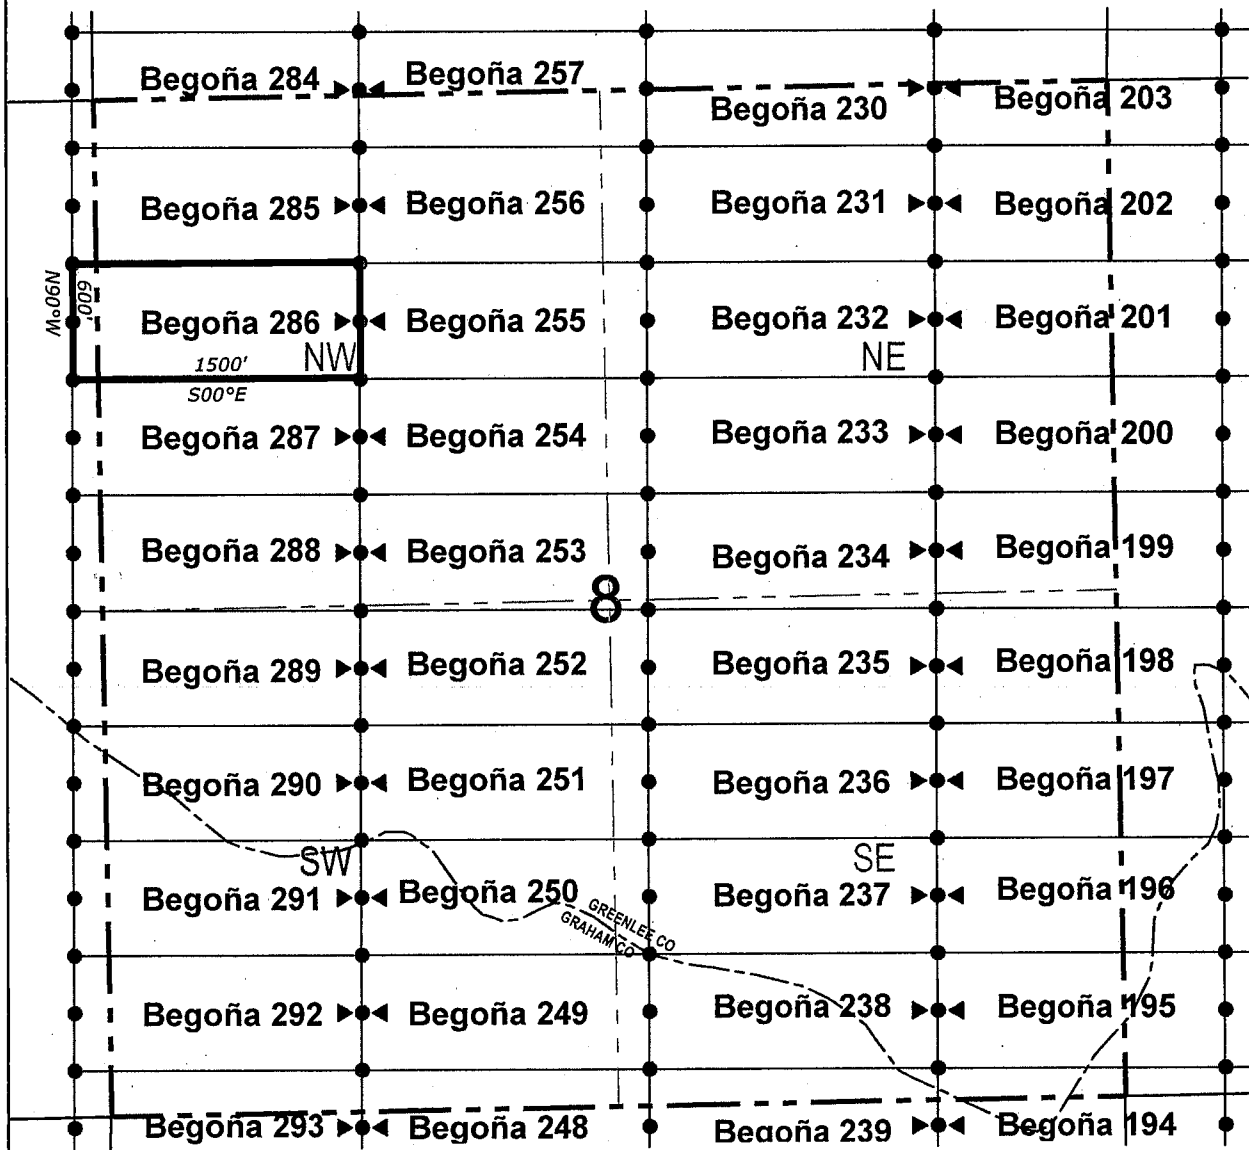 Begoña 284 Begoña 257 Begoña 230 Begoña 203
Begoña 285 Begoña 256 Begoña 231 Begoña 202
N90°W 600' Begoña 286 Begoña 255 Begoña 232 Begoña 201
1500' NW NE
S00°E
Begoña 287 Begoña 254 Begoña 233 Begoña 200
Begoña 288 Begoña 253 Begoña 234 Begoña 199
8
Begoña 289 Begoña 252 Begoña 235 Begoña 198
Begoña 290 Begoña 251 Begoña 236 Begoña 197
SW SE
Begoña 291 Begoña 250 Begoña 237 Begoña 196
GREENLEE CO
GRAHAM CO
Begoña 292 Begoña 249 Begoña 238 Begoña 195
Begoña 293 Begoña 248 Begoña 239 Begoña 194